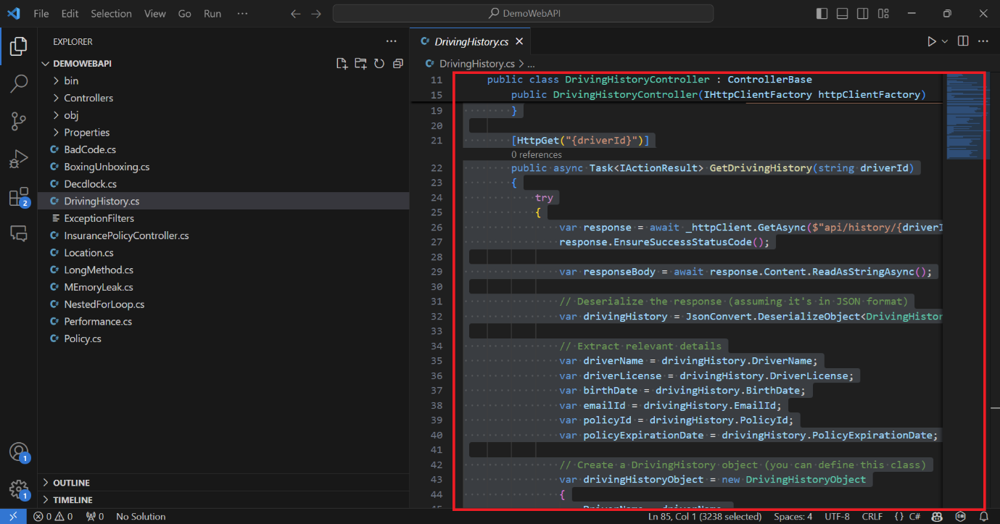 File Edit Selection View Go Run ··· DemoWebAPI
EXPLORER ···
DEMOWEBAPI
bin
Controllers
obj
Properties
C# BadCode.cs
C# BoxingUnboxing.cs
C# Decdlock.cs
C# DrivingHistory.cs
ExceptionFilters
C# InsurancePolicyController.cs
C# Location.cs
C# LongMethod.cs
C# MEmoryLeak.cs
C# NestedForLoop.cs
C# Performance.cs
C# Policy.cs
OUTLINE
TIMELINE
2
1
1
C# DrivingHistory.cs
C# DrivingHistory.cs > ...
11 public class DrivingHistoryController : ControllerBase
15 public DrivingHistoryController(IHttpClientFactory httpClientFactory)
19 }
20
21 [HttpGet("{driverId}")]
0 references
22 public async Task<IActionResult> GetDrivingHistory(string driverId)
23 {
24 try
25 {
26 var response = await _httpClient.GetAsync($"api/history/{driverI
27 response.EnsureSuccessStatusCode();
28
29 var responseBody = await response.Content.ReadAsStringAsync();
30
31 // Deserialize the response (assuming it's in JSON format)
32 var drivingHistory = JsonConvert.DeserializeObject<DrivingHistor
33
34 // Extract relevant details
35 var driverName = drivingHistory.DriverName;
36 var driverLicense = drivingHistory.DriverLicense;
37 var birthDate = drivingHistory.BirthDate;
38 var emailId = drivingHistory.EmailId;
39 var policyId = drivingHistory.PolicyId;
40 var policyExpirationDate = drivingHistory.PolicyExpirationDate;
41
42 // Create a DrivingHistory object (you can define this class)
43 var drivingHistoryObject = new DrivingHistoryObject
44 {
0 0 0 No Solution Ln 85, Col 1 (3238 selected) Spaces: 4 UTF-8 CRLF {} C#